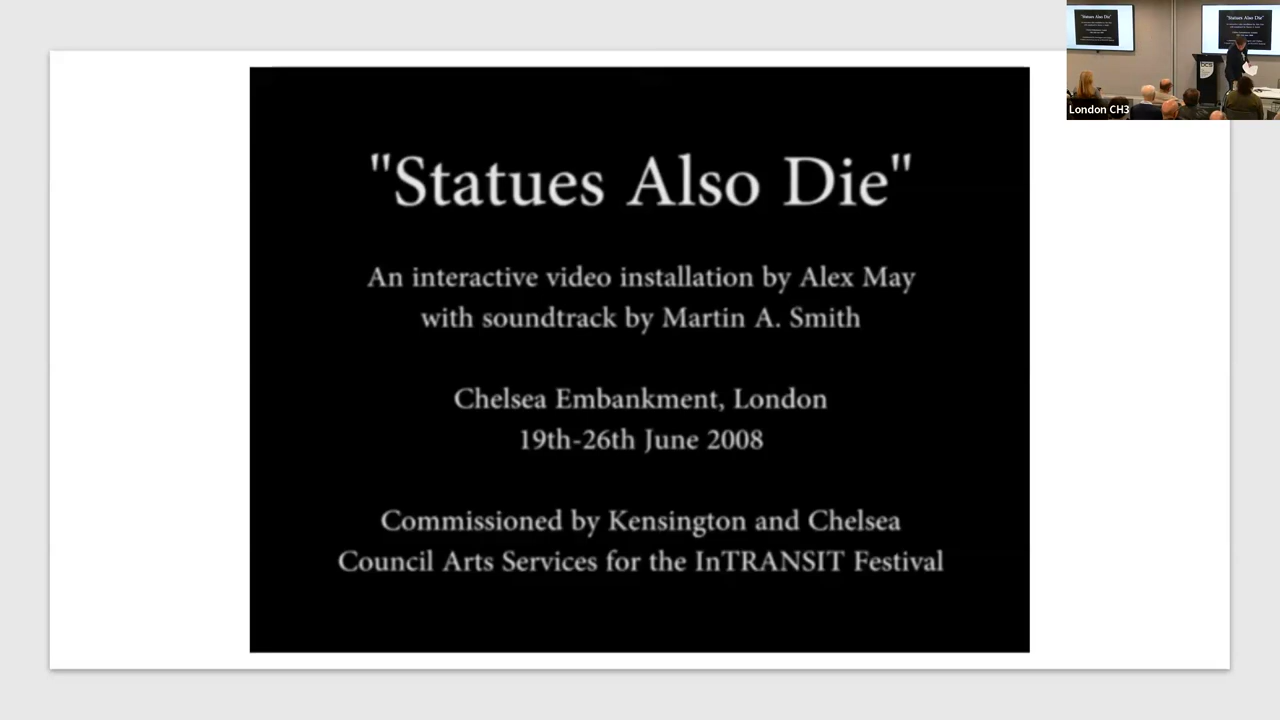 "Statues Also Die"
An interactive video installation by Alex May
with soundtrack by Martin A. Smith
Chelsea Embankment, London
19th-26th June 2008
Commissioned by Kensington and Chelsea
Council Arts Services for the InTRANSIT Festival
London CH3
"Statues Also Die"
"Statues Also Die"